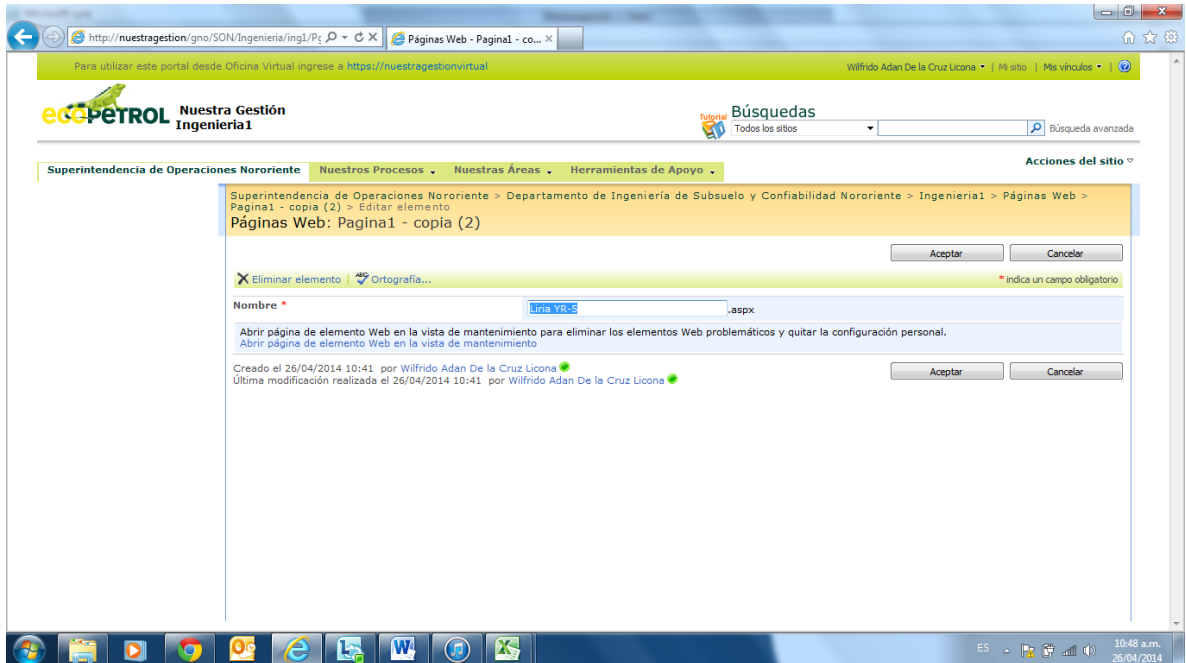 http://nuestragestion/gno/SON/Ingenieria/ing1/Pc
Páginas Web - Pagina1 - co...
Para utilizar este portal desde Oficina Virtual ingrese a https://nuestragestionvirtual
Wilfrido Adan De la Cruz Licona | Mi sitio | Mis vínculos |
ecoPETROL
Nuestra Gestión
Ingenieria1
Tutorial
Búsquedas
Todos los sitios
Búsqueda avanzada
Acciones del sitio
Superintendencia de Operaciones Nororiente Nuestros Procesos Nuestras Áreas Herramientas de Apoyo
Superintendencia de Operaciones Nororiente > Departamento de Ingeniería de Subsuelo y Confiabilidad Nororiente > Ingenieria1 > Páginas Web >
Pagina1 - copia (2) > Editar elemento
Páginas Web: Pagina1 - copia (2)
Aceptar Cancelar
Eliminar elemento | Ortografía...
* indica un campo obligatorio
Nombre *
Liria YR-5 .aspx
Abrir página de elemento Web en la vista de mantenimiento para eliminar los elementos Web problemáticos y quitar la configuración personal.
Abrir página de elemento Web en la vista de mantenimiento
Creado el 26/04/2014 10:41 por Wilfrido Adan De la Cruz Licona
Última modificación realizada el 26/04/2014 10:41 por Wilfrido Adan De la Cruz Licona
Aceptar Cancelar
ES
10:48 a.m.
26/04/2014